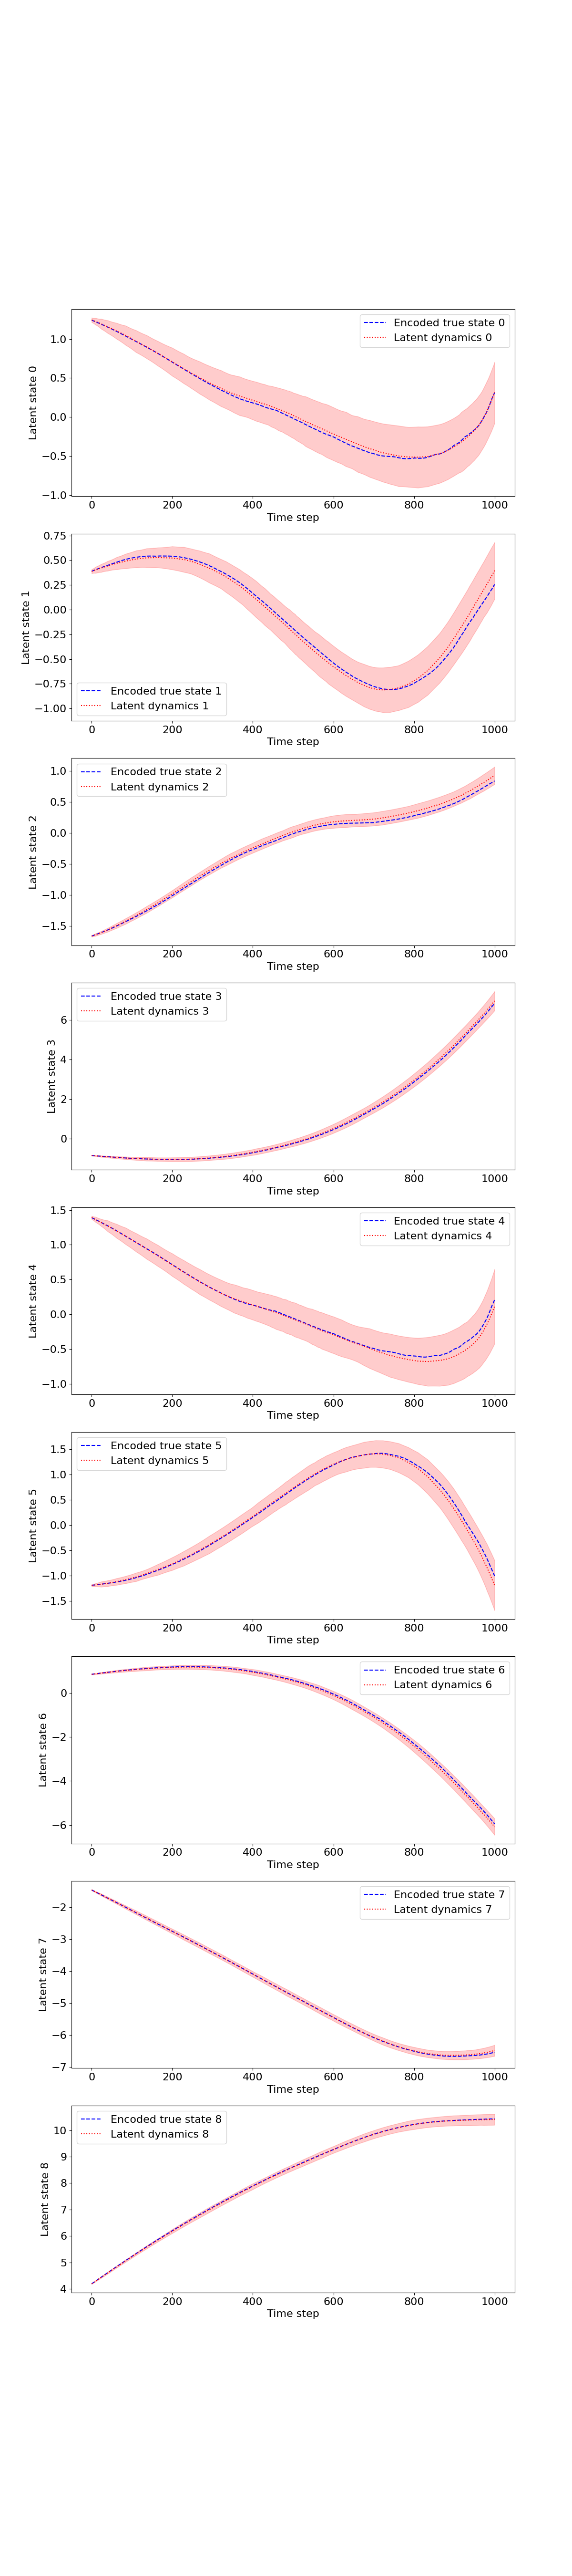 Encoded true state 0
Latent dynamics 0
1.0
0.5
0.0
−0.5
−1.0
Latent state 0
0 200 400 600 800 1000
Time step
0.75
0.50
0.25
0.00
−0.25
−0.50
−0.75
−1.00
Latent state 1
Encoded true state 1
Latent dynamics 1
0 200 400 600 800 1000
Time step
Encoded true state 2
Latent dynamics 2
1.0
0.5
0.0
−0.5
−1.0
−1.5
Latent state 2
0 200 400 600 800 1000
Time step
Encoded true state 3
Latent dynamics 3
6
4
2
0
Latent state 3
0 200 400 600 800 1000
Time step
Encoded true state 4
Latent dynamics 4
1.5
1.0
0.5
0.0
−0.5
−1.0
Latent state 4
0 200 400 600 800 1000
Time step
Encoded true state 5
Latent dynamics 5
1.5
1.0
0.5
0.0
−0.5
−1.0
−1.5
Latent state 5
0 200 400 600 800 1000
Time step
Encoded true state 6
Latent dynamics 6
0
−2
−4
−6
Latent state 6
0 200 400 600 800 1000
Time step
Encoded true state 7
Latent dynamics 7
−2
−3
−4
−5
−6
−7
Latent state 7
0 200 400 600 800 1000
Time step
Encoded true state 8
Latent dynamics 8
10
9
8
7
6
5
4
Latent state 8
0 200 400 600 800 1000
Time step